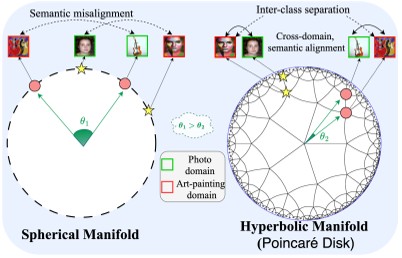 Semantic misalignment
Inter-class separation
Cross-domain,
semantic alignment
θ1
θ1 > θ2
θ2
Photo
domain
Art-painting
domain
Spherical Manifold
Hyperbolic Manifold
(Poincaré Disk)